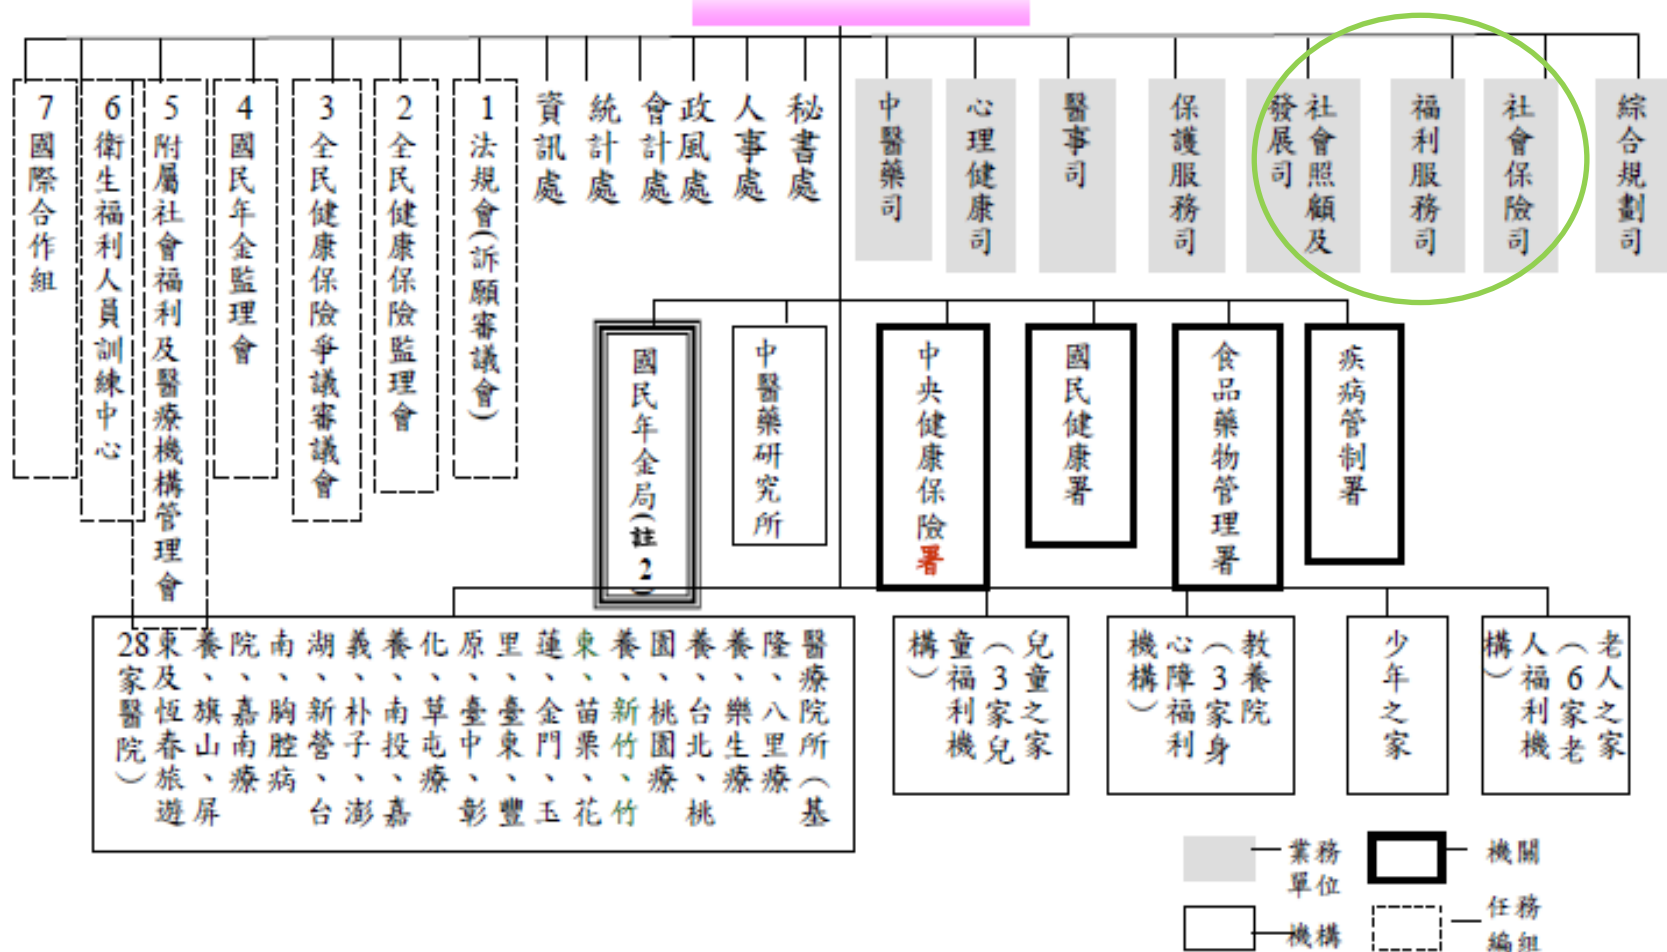 7國際合作組
6衛生福利人員訓練中心
5附屬社會福利及醫療機構管理會
4國民年金監理會
3全民健康保險爭議審議會
2全民健康保險監理會
1法規會(訴願審議會)
資訊處
統計處
會計處
政風處
人事處
秘書處
中醫藥司
心理健康司
醫事司
保護服務司
社會照顧及
發展司
福利服務司
社會保險司
綜合規劃司
國民年金局(註2)
中醫藥研究所
中央健康保險署
國民健康署
食品藥物管理署
疾病管制署
醫療院所（基
隆、八里療
養、樂生療
養、台北、桃
園、桃園療
養、新竹、竹
東、苗栗、花
蓮、金門、玉
里、臺東、豐
原、臺中、彰
化、草屯療
養、南投、嘉
義、朴子、澎
湖、新營、台
南、胸腔病
院、嘉南療
養、旗山、屏
東及恆春旅遊
28家醫院）
兒童之家
（3家兒
童福利機
構）
教養院
（3家身
心障福利
機構）
少年之家
老人之家
（6家老
人福利機
構）
業務
單位
機關
機構
任務
編組